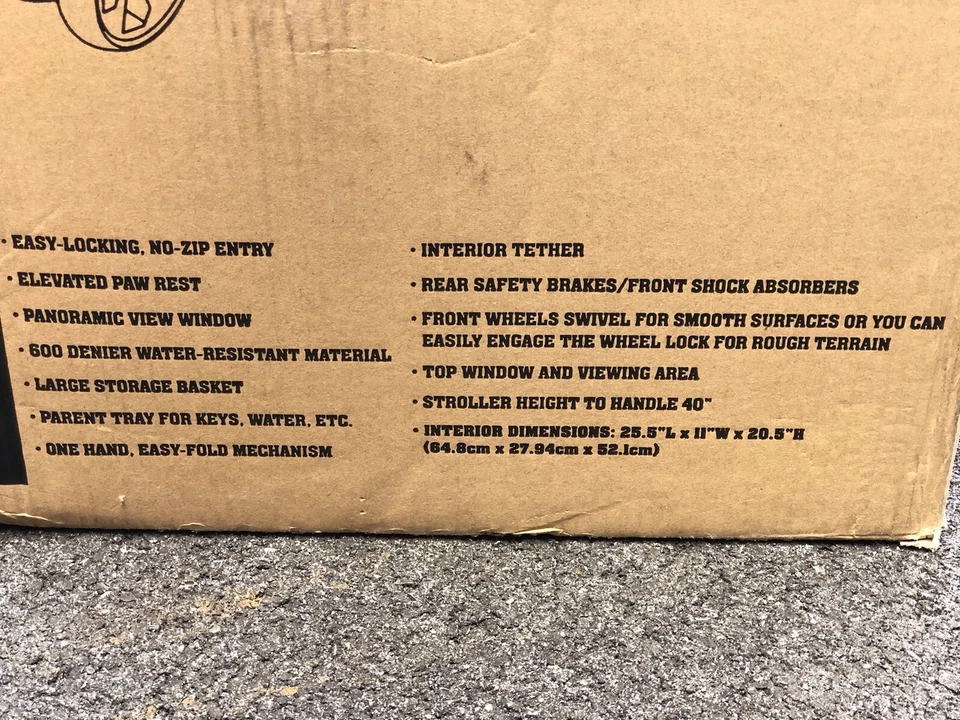 • EASY-LOCKING, NO-ZIP ENTRY
• ELEVATED PAW REST
• PANORAMIC VIEW WINDOW
• 600 DENIER WATER-RESISTANT MATERIAL
• LARGE STORAGE BASKET
• PARENT TRAY FOR KEYS, WATER, ETC.
• ONE HAND, EASY-FOLD MECHANISM
• INTERIOR TETHER
• REAR SAFETY BRAKES/FRONT SHOCK ABSORBERS
• FRONT WHEELS SWIVEL FOR SMOOTH SURFACES OR YOU CAN
EASILY ENGAGE THE WHEEL LOCK FOR ROUGH TERRAIN
• TOP WINDOW AND VIEWING AREA
• STROLLER HEIGHT TO HANDLE 40"
• INTERIOR DIMENSIONS: 25.5"L x 11"W x 20.5"H
(64.8cm x 27.94cm x 52.1cm)